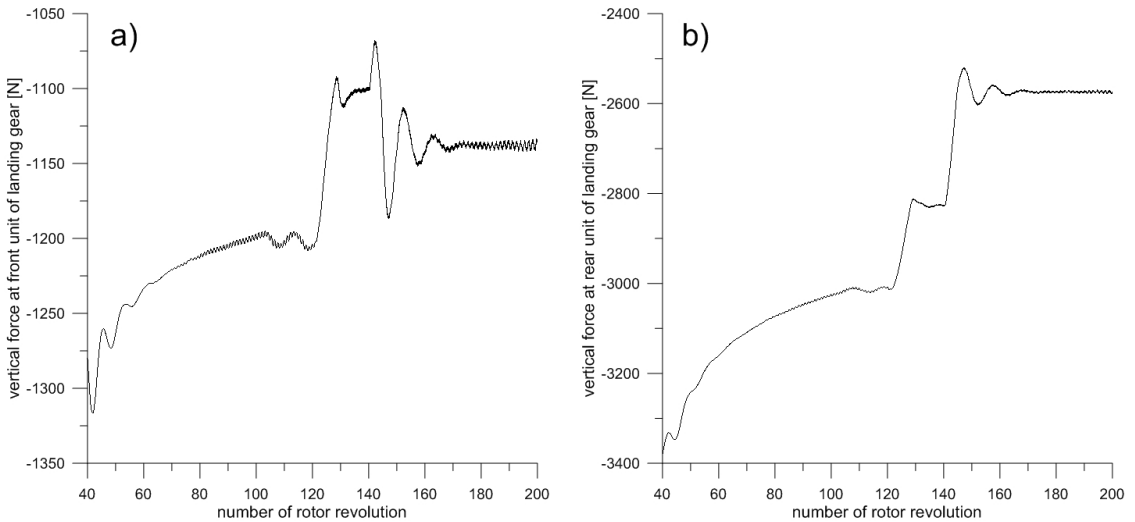 a)
vertical force at front unit of landing gear [N]
-1050
-1100
-1150
-1200
-1250
-1300
-1350
40 60 80 100 120 140 160 180 200
number of rotor revolution
b)
vertical force at rear unit of landing gear [N]
-2400
-2600
-2800
-3000
-3200
-3400
40 60 80 100 120 140 160 180 200
number of rotor revolution